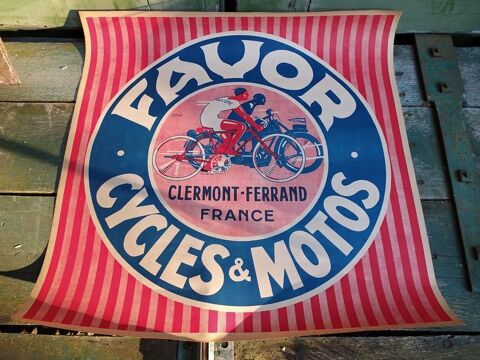 FAVOR
CLERMONT-FERRAND
FRANCE
CYCLES & MOTOS